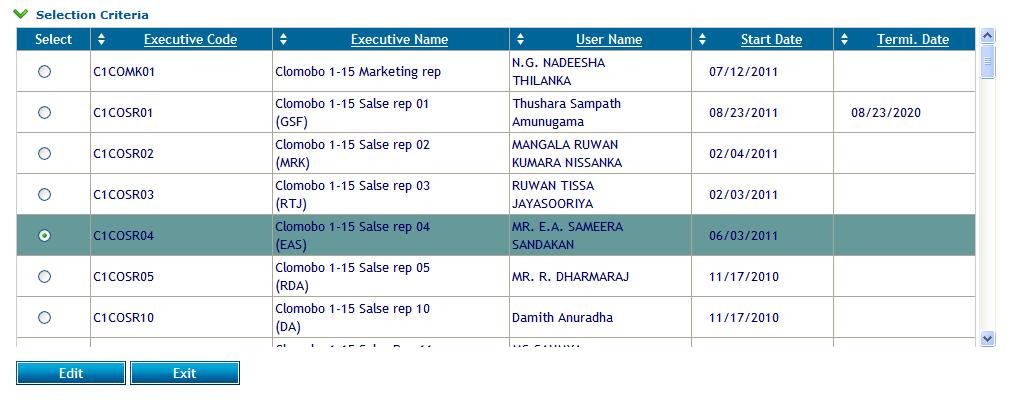 Selection Criteria
Select Executive Code Executive Name User Name Start Date Termi. Date
C1COMK01 Clomobo 1-15 Marketing rep N.G. NADEESHA THILANKA 07/12/2011
C1COSR01 Clomobo 1-15 Salse rep 01 (GSF) Thushara Sampath Amunugama 08/23/2011 08/23/2020
C1COSR02 Clomobo 1-15 Salse rep 02 (MRK) MANGALA RUWAN KUMARA NISSANKA 02/04/2011
C1COSR03 Clomobo 1-15 Salse rep 03 (RTJ) RUWAN TISSA JAYASOORIYA 02/03/2011
C1COSR04 Clomobo 1-15 Salse rep 04 (EAS) MR. E.A. SAMEERA SANDAKAN 06/03/2011
C1COSR05 Clomobo 1-15 Salse rep 05 (RDA) MR. R. DHARMARAJ 11/17/2010
C1COSR10 Clomobo 1-15 Salse rep 10 (DA) Damith Anuradha 11/17/2010
Edit Exit